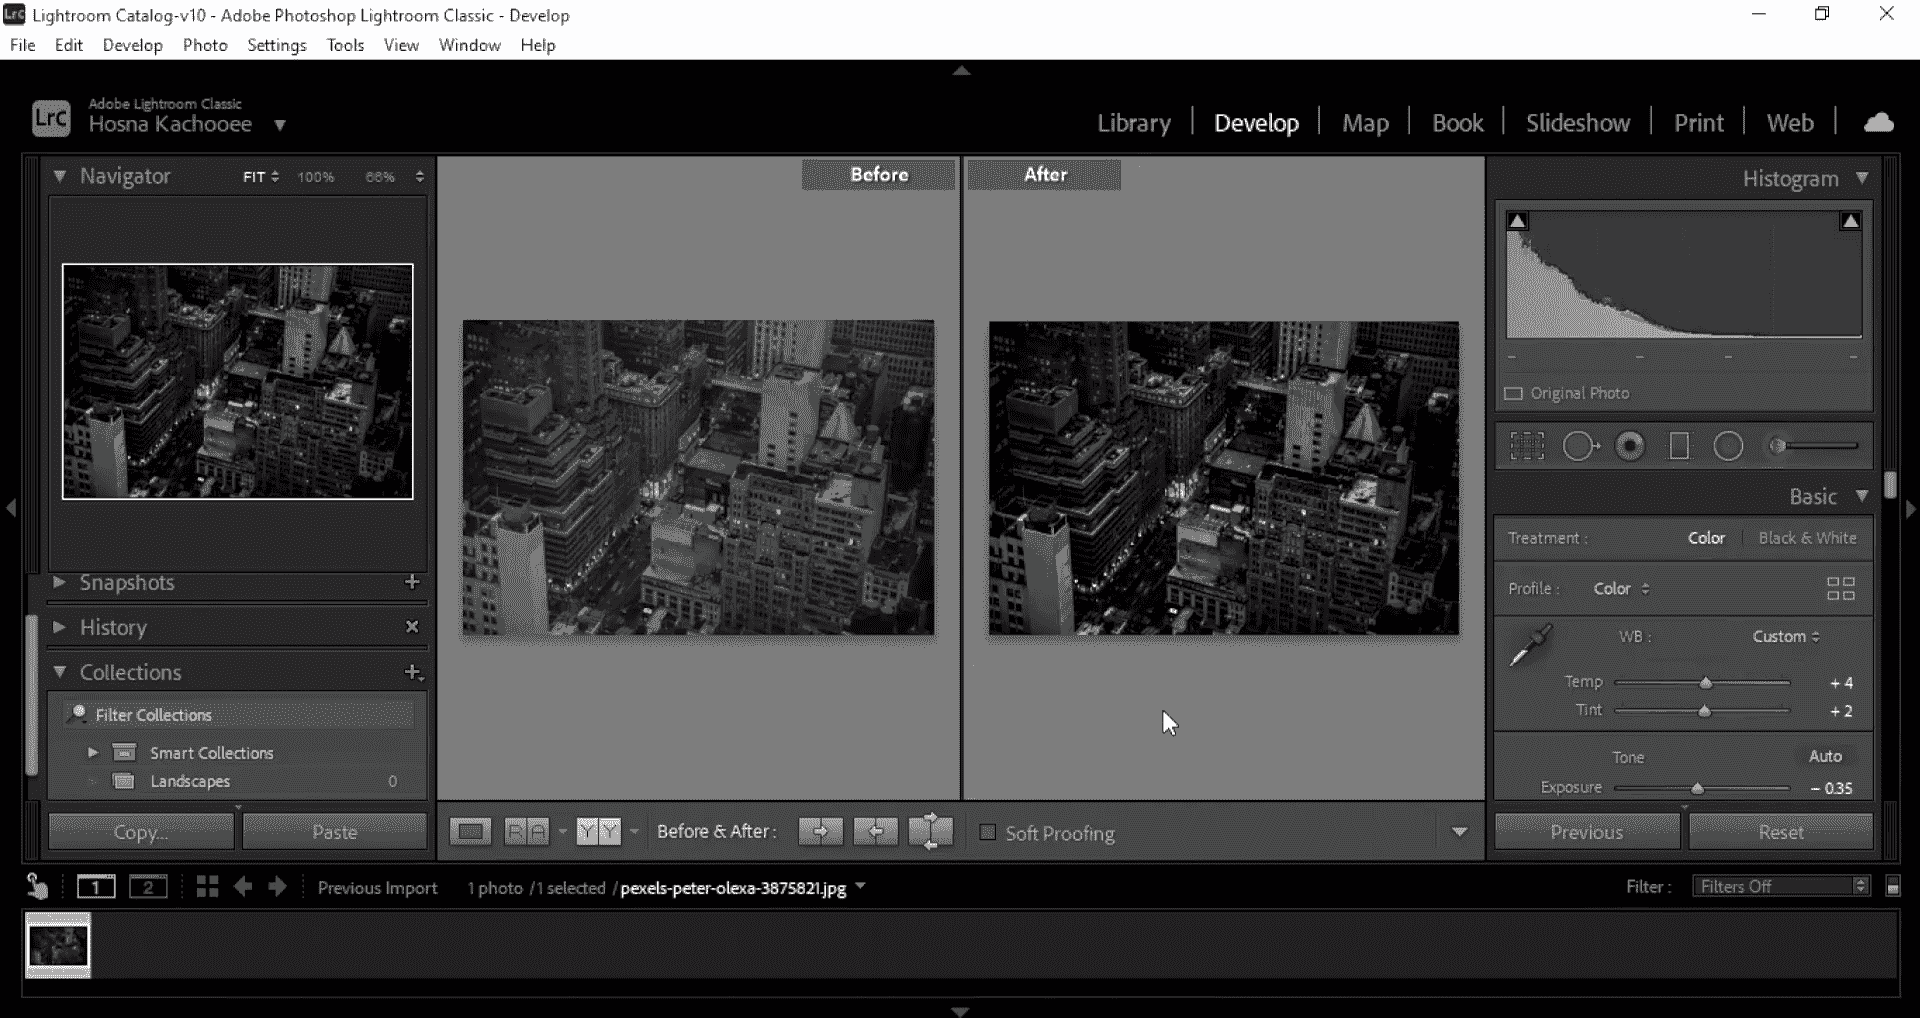 Lrc Lightroom Catalog-v10 - Adobe Photoshop Lightroom Classic - Develop
File Edit Develop Photo Settings Tools View Window Help
LrC
Adobe Lightroom Classic
Hosna Kachooee
Library Develop Map Book Slideshow Print Web
Navigator FIT 100% 66%
Before
After
Histogram
Original Photo
Basic
Treatment : Color Black & White
Profile : Color
WB : Custom
Temp + 4
Tint + 2
Tone Auto
Exposure - 0.35
Snapshots
History
Collections
Filter Collections
Smart Collections
Landscapes 0
Copy... Paste
R A Y Y Before & After : Soft Proofing
Previous Reset
1 2 Previous Import 1 photo /1 selected /pexels-peter-olexa-3875821.jpg Filter : Filters Off